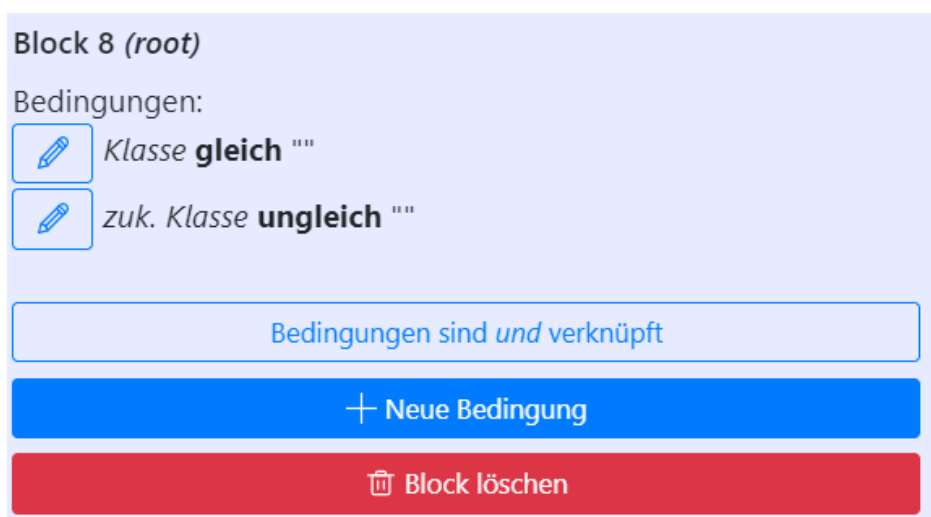 Block 8 (root)
Bedingungen:
Klasse gleich ""
zuk. Klasse ungleich ""
Bedingungen sind und verknüpft
Neue Bedingung
Block löschen